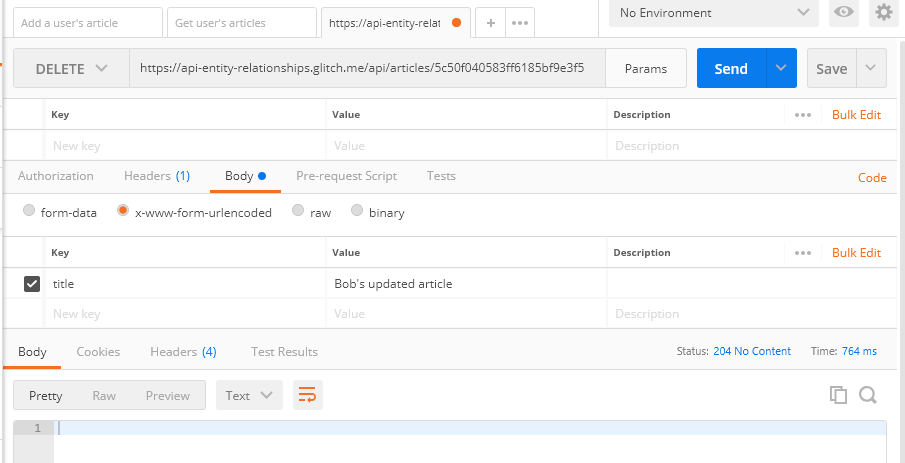 Add a user's article Get user's articles https://api-entity-relat No Environment
DELETE https://api-entity-relationships.glitch.me/api/articles/5c50f040583ff6185bf9e3f5 Params Send Save
Key Value Description Bulk Edit
New key Value Description
Authorization Headers (1) Body Pre-request Script Tests Code
form-data x-www-form-urlencoded raw binary
Key Value Description Bulk Edit
title Bob's updated article
New key Value Description
Body Cookies Headers (4) Test Results Status: 204 No Content Time: 764 ms
Pretty Raw Preview Text
1